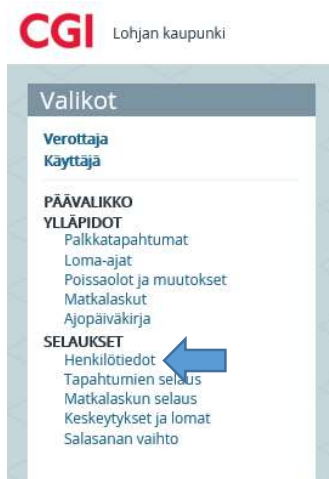 CGI Lohjan kaupunki
Valikot
Verottaja
Käyttäjä
PÄÄVALIKKO
YLLÄPIDOT
Palkkatapahtumat
Loma-ajat
Poissaolot ja muutokset
Matkalaskut
Ajopäiväkirja
SELAUKSET
Henkilötiedot
Tapahtumien selaus
Matkalaskun selaus
Keskeytykset ja lomat
Salasanan vaihto